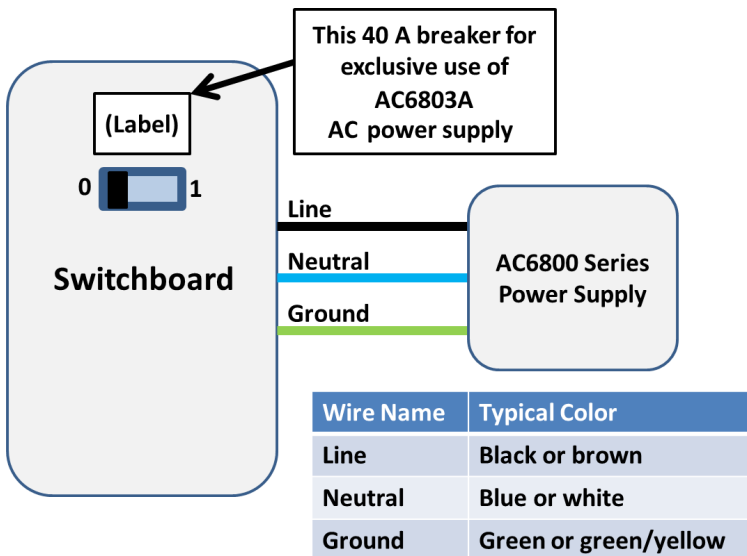 This 40 A breaker for
exclusive use of
AC6803A
AC power supply
(Label)
0 1
Switchboard
Line
Neutral
Ground
AC6800 Series
Power Supply
Wire Name Typical Color
Line Black or brown
Neutral Blue or white
Ground Green or green/yellow